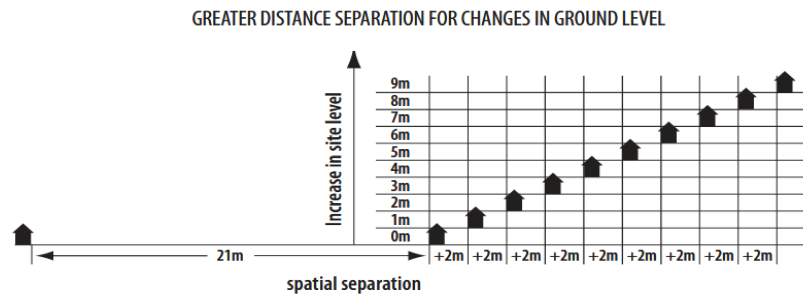 GREATER DISTANCE SEPARATION FOR CHANGES IN GROUND LEVEL
Increase in site level
9m
8m
7m
6m
5m
4m
3m
2m
1m
0m
21m
+2m +2m +2m +2m +2m +2m +2m +2m +2m
spatial separation